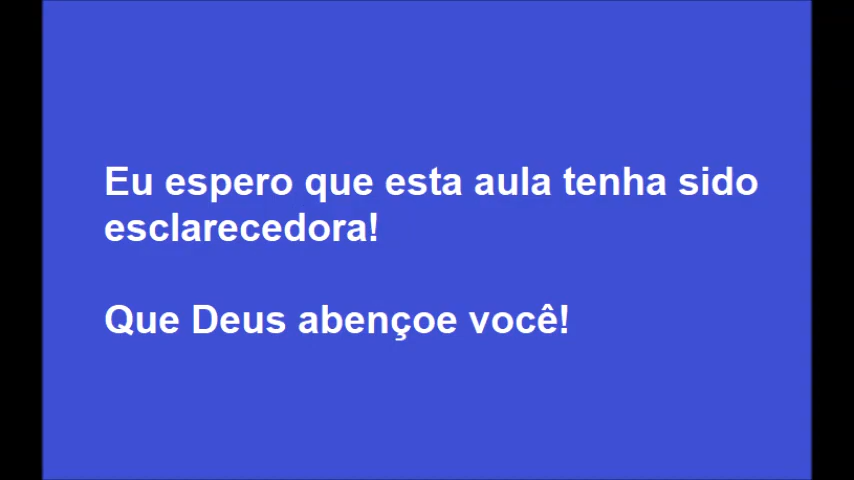 Eu espero que esta aula tenha sido
esclarecedora!
Que Deus abençoe você!